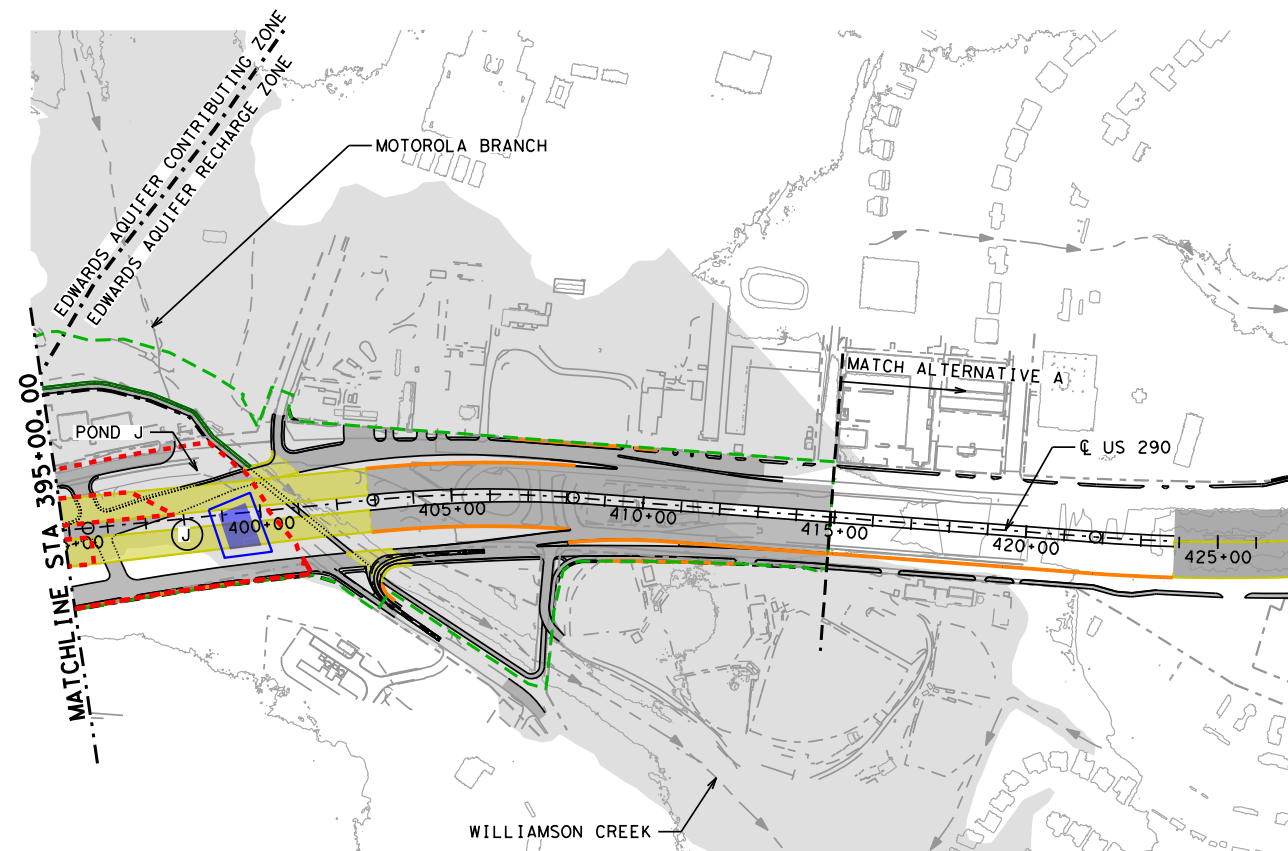 EDWARDS AQUIFER CONTRIBUTING ZONE
EDWARDS AQUIFER RECHARGE ZONE
MOTOROLA BRANCH
MATCH ALTERNATIVE A
MATCHLINE STA 395+00.00
POND J
℄ US 290
J
+00
400+00
405+00
410+00
415+00
420+00
425+00
J
WILLIAMSON CREEK